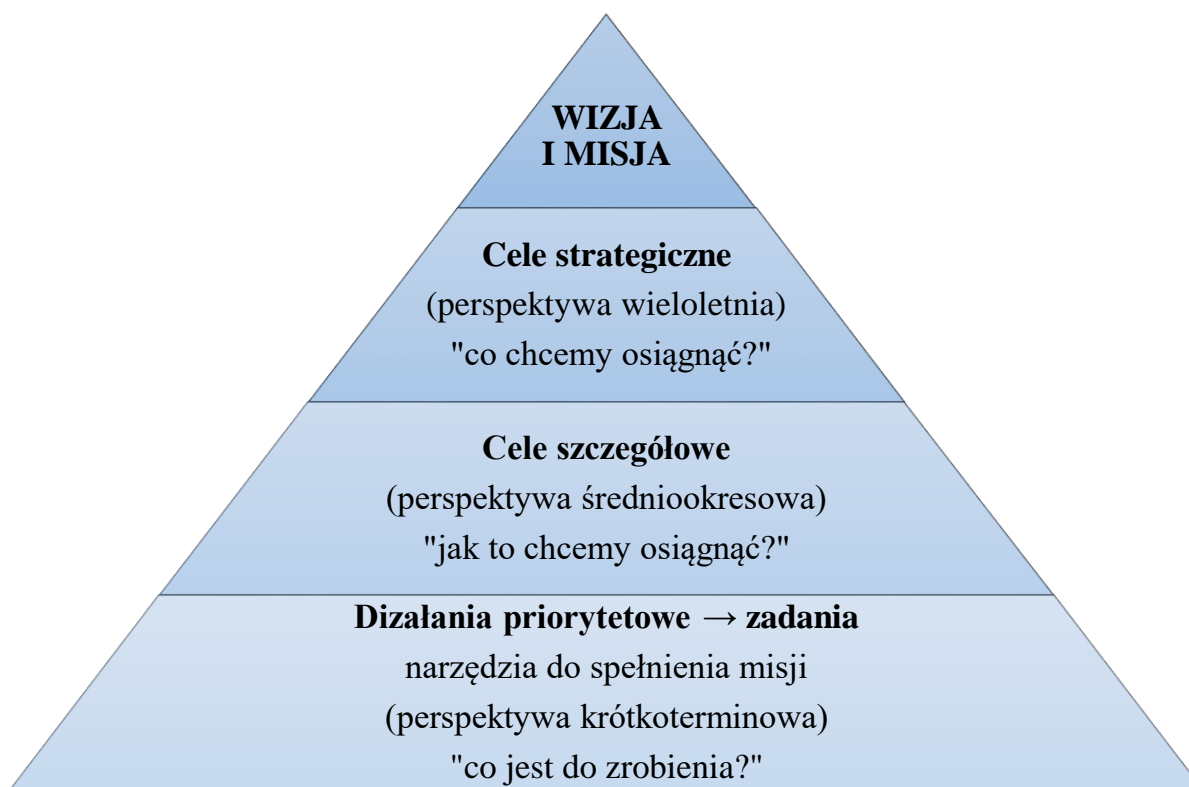 WIZJA
I MISJA
Cele strategiczne
(perspektywa wieloletnia)
"co chcemy osiągnąć?"
Cele szczegółowe
(perspektywa średniookresowa)
"jak to chcemy osiągnąć?"
Dizałania priorytetowe → zadania
narzędzia do spełnienia misji
(perspektywa krótkoterminowa)
"co jest do zrobienia?"